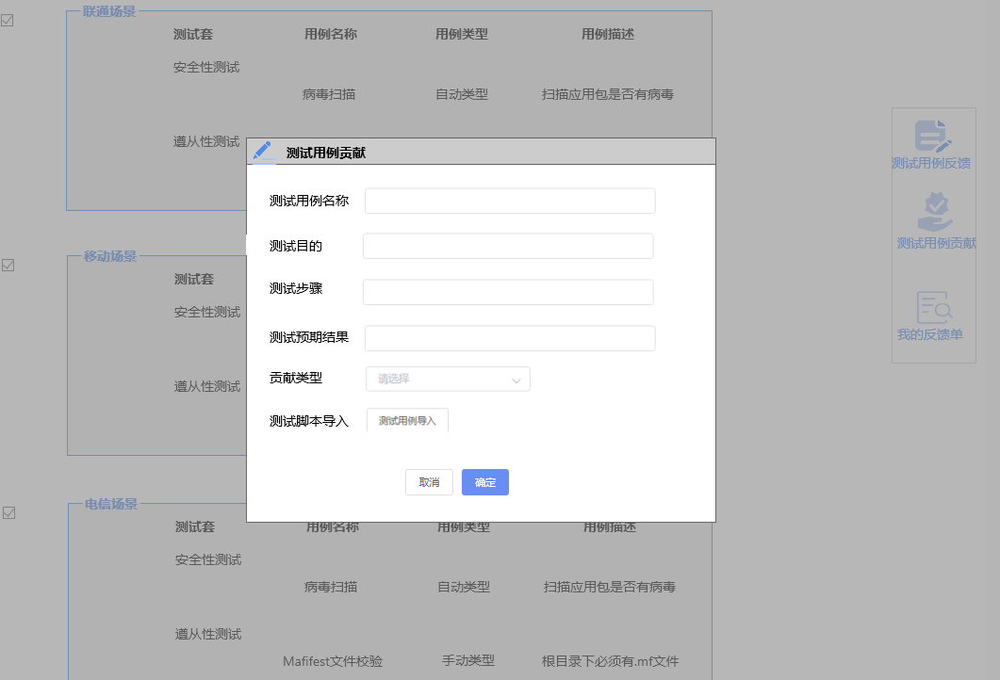 联通场景
测试套 用例名称 用例类型 用例描述
安全性测试
病毒扫描 自动类型 扫描应用包是否有病毒
遵从性测试
测试用例反馈
测试用例贡献
我的反馈单
移动场景
测试套
安全性测试
遵从性测试
测试用例贡献
测试用例名称
测试目的
测试步骤
测试预期结果
贡献类型 请选择
测试脚本导入 测试用例导入
取消 确定
电信场景
测试套 用例名称 用例类型 用例描述
安全性测试
病毒扫描 自动类型 扫描应用包是否有病毒
遵从性测试
Mafifest文件校验 手动类型 根目录下必须有.mf文件